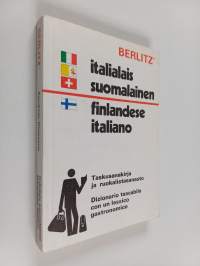 BERLITZ
italialais
suomalainen
finlandese
italiano
Taskusanakirja
ja ruokalistasanasto
Dizionario tascabile
con un lessico
gastronomico